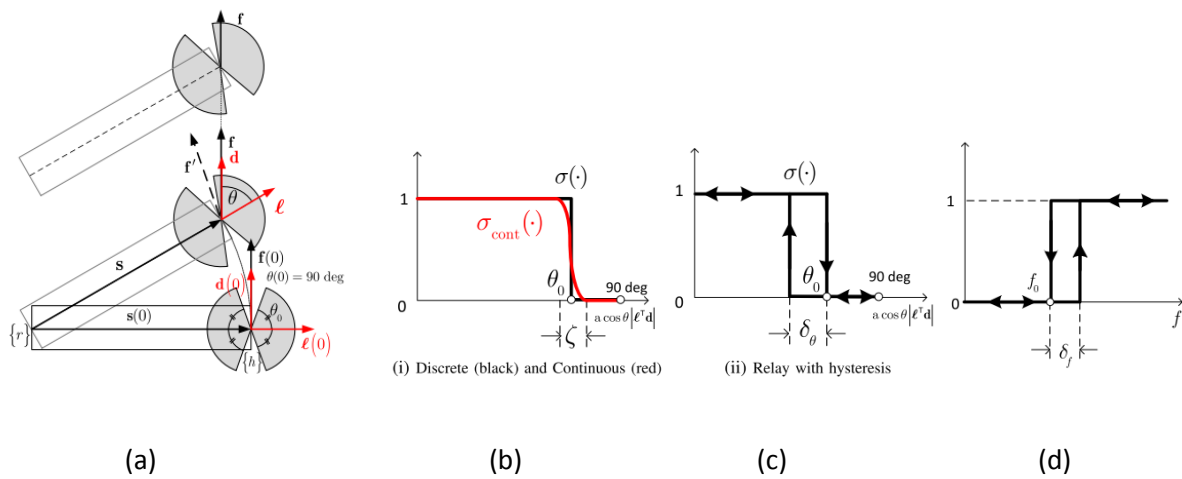 f
f
d
f′
θ
ℓ
s
f(0)
d(0)
θ(0) = 90 deg
s(0)
θ₀
{r}
{h}
ℓ(0)
(a)
1
σ(·)
σcont(·)
θ₀
90 deg
0
a cos θ|ℓᵀd|
ζ
(i) Discrete (black) and Continuous (red)
(b)
σ(·)
1
θ₀
90 deg
0
a cos θ|ℓᵀd|
δθ
(ii) Relay with hysteresis
(c)
1
f₀
0
f
δf
(d)